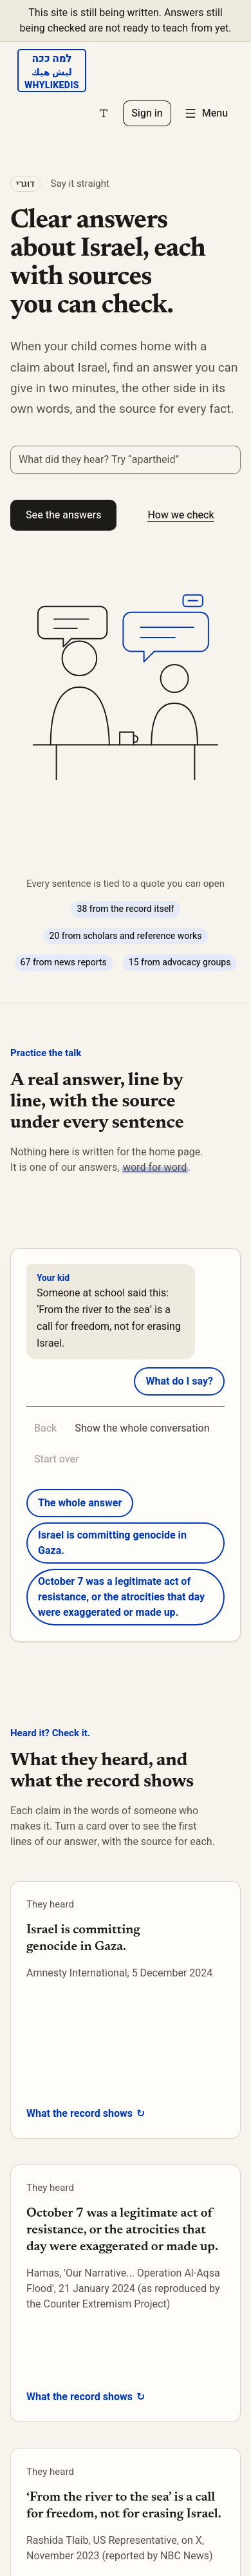 This site is still being written. Answers still
being checked are not ready to teach from yet.
למה ככה
ليش هيك
WHYLIKEDIS
Sign in
Menu
דוגרי
Say it straight
Clear answers
about Israel, each
with sources
you can check.
When your child comes home with a
claim about Israel, find an answer you can
give in two minutes, the other side in its
own words, and the source for every fact.
What did they hear? Try “apartheid”
See the answers
How we check
Every sentence is tied to a quote you can open
38 from the record itself
20 from scholars and reference works
67 from news reports
15 from advocacy groups
Practice the talk
A real answer, line by
line, with the source
under every sentence
Nothing here is written for the home page.
It is one of our answers, word for word.
Your kid
Someone at school said this:
‘From the river to the sea’ is a
call for freedom, not for erasing
Israel.
What do I say?
Back
Show the whole conversation
Start over
The whole answer
Israel is committing genocide in
Gaza.
October 7 was a legitimate act of
resistance, or the atrocities that day
were exaggerated or made up.
Heard it? Check it.
What they heard, and
what the record shows
Each claim in the words of someone who
makes it. Turn a card over to see the first
lines of our answer, with the source for each.
They heard
Israel is committing
genocide in Gaza.
Amnesty International, 5 December 2024
What the record shows ↻
They heard
October 7 was a legitimate act of
resistance, or the atrocities that
day were exaggerated or made up.
Hamas, ‘Our Narrative... Operation Al-Aqsa
Flood’, 21 January 2024 (as reproduced by
the Counter Extremism Project)
What the record shows ↻
They heard
‘From the river to the sea’ is a call
for freedom, not for erasing Israel.
Rashida Tlaib, US Representative, on X,
November 2023 (reported by NBC News)